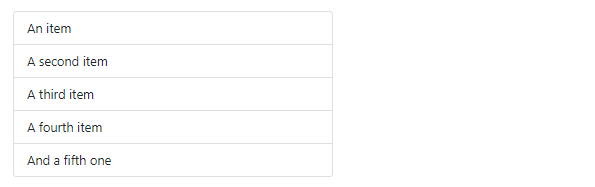 An item
A second item
A third item
A fourth item
And a fifth one